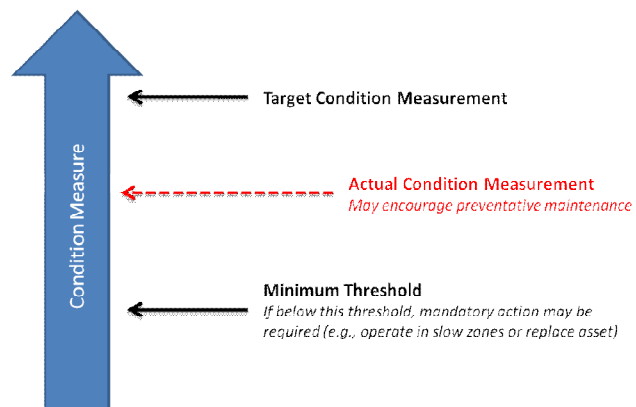 Condition Measure
Target Condition Measurement
Actual Condition Measurement
May encourage preventative maintenance
Minimum Threshold
If below this threshold, mandatory action may be
required (e.g., operate in slow zones or replace asset)